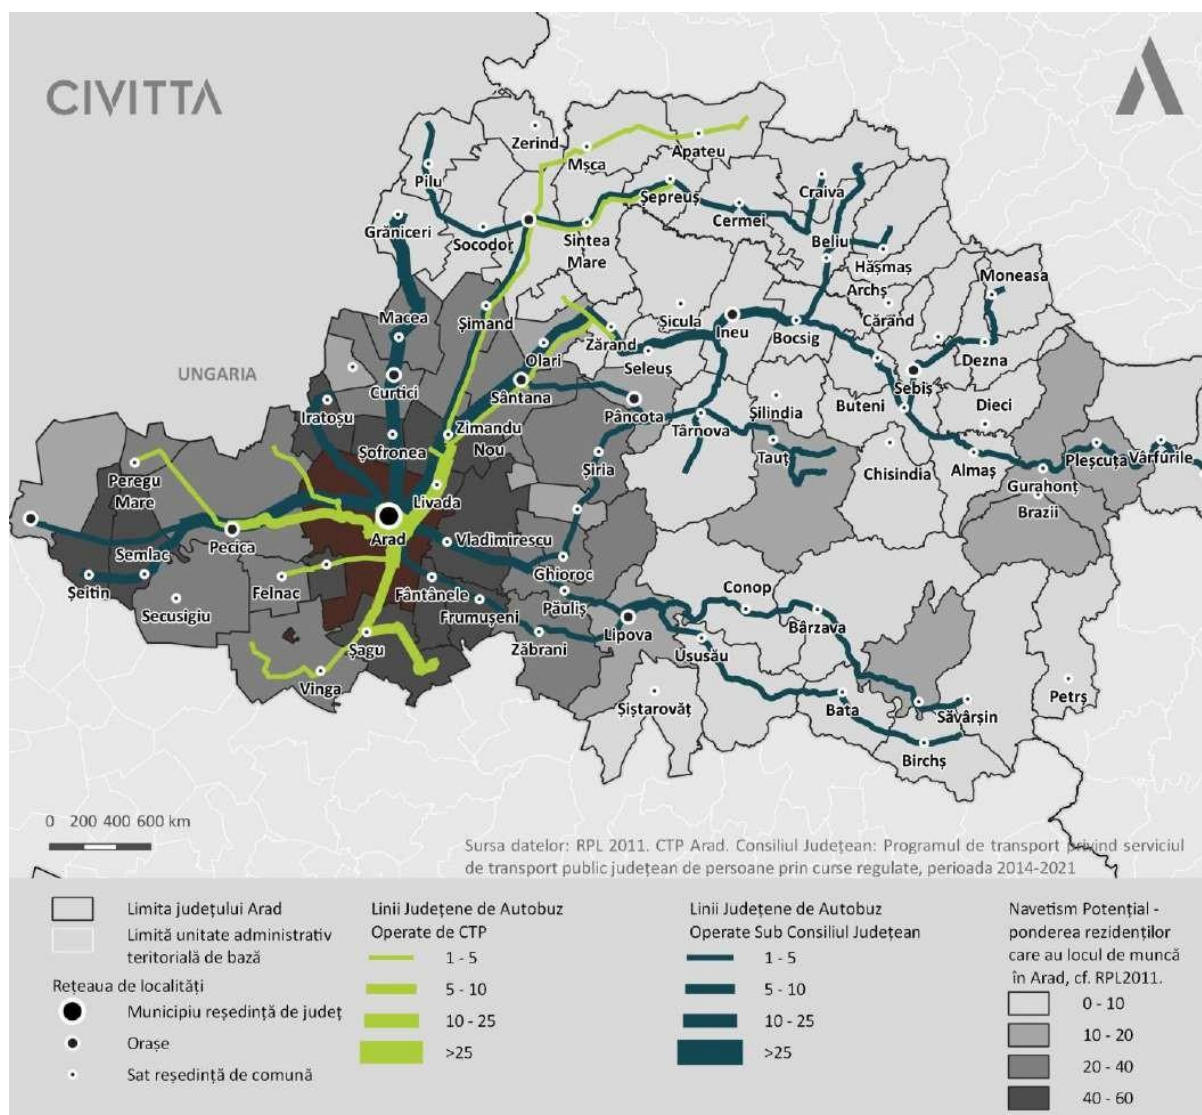 CIVITTA
Zerind
Mșca
Apateu
Pilu
Șepreuș
Craiva
Grăniceri
Socodor
Sintea
Mare
Cermei
Beliu
Hășmaș
Archș
Moneasa
Macea
Șimand
Șicula
Ineu
Cărand
Bocsig
Olari
Zărand
Seleuș
Dezna
UNGARIA
Curtici
Sântana
Sebiș
Iratoșu
Pâncota
Șilindia
Buteni
Dieci
Zimandu
Nou
Târnova
Șofronea
Tauț
Chisindia
Almaș
Pleșcuța
Vârfurile
Peregu
Mare
Șiria
Gurahonț
Livada
Brazii
Arad
Vladimirescu
Semlac
Pecica
Ghioroc
Șeitin
Felnac
Fântânele
Conop
Secusigiu
Frumușeni
Păuliș
Bârzava
Lipova
Șagu
Zăbrani
Ususău
Vinga
Petrș
Șiștarovăț
Bata
Săvârșin
Birchș
0 200 400 600 km
Sursa datelor: RPL 2011. CTP Arad. Consiliul Județean: Programul de transport privind serviciul
de transport public județean de persoane prin curse regulate, perioada 2014-2021
Limita județului Arad
Limită unitate administrativ
teritorială de bază
Rețeaua de localități
Municipiu reședință de județ
Orașe
Sat reședință de comună
Linii Județene de Autobuz
Operate de CTP
1 - 5
5 - 10
10 - 25
>25
Linii Județene de Autobuz
Operate Sub Consiliul Județean
1 - 5
5 - 10
10 - 25
>25
Navetism Potențial -
ponderea rezidenților
care au locul de muncă
în Arad, cf. RPL2011.
0 - 10
10 - 20
20 - 40
40 - 60